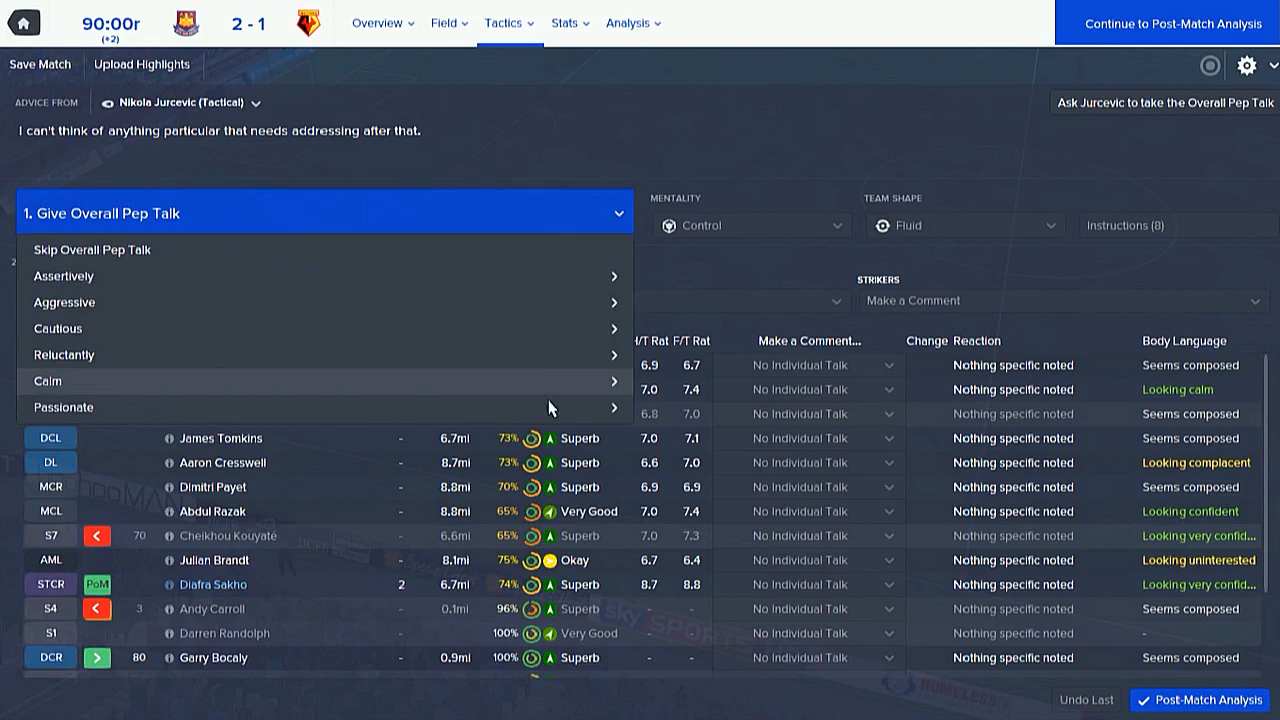 90:00r
(+2)
2 - 1
Overview Field Tactics Stats Analysis
Continue to Post-Match Analysis
Save Match Upload Highlights
ADVICE FROM Nikola Jurcevic (Tactical) Ask Jurcevic to take the Overall Pep Talk
I can't think of anything particular that needs addressing after that.
1. Give Overall Pep Talk
MENTALITY TEAM SHAPE
Control Fluid Instructions (8)
Skip Overall Pep Talk
Assertively
Aggressive
Cautious
Reluctantly
Calm
Passionate
STRIKERS
Make a Comment
H/T Rat F/T Rat Make a Comment... Change Reaction Body Language
6.9 6.7 No Individual Talk Nothing specific noted Seems composed
7.0 7.4 No Individual Talk Nothing specific noted Looking calm
6.8 7.0 No Individual Talk Nothing specific noted Seems composed
DCL James Tomkins - 6.7mi 73% Superb 7.0 7.1 No Individual Talk Nothing specific noted Seems composed
DL Aaron Cresswell - 8.7mi 73% Superb 6.6 7.0 No Individual Talk Nothing specific noted Looking complacent
MCR Dimitri Payet - 8.8mi 70% Superb 6.9 6.9 No Individual Talk Nothing specific noted Seems composed
MCL Abdul Razak - 8.8mi 65% Very Good 7.0 7.4 No Individual Talk Nothing specific noted Looking confident
S7 70 Cheikhou Kouyaté - 6.6mi 65% Superb 7.0 7.3 No Individual Talk Nothing specific noted Looking very confid...
AML Julian Brandt - 8.1mi 75% Okay 6.7 6.4 No Individual Talk Nothing specific noted Looking uninterested
STCR PoM Diafra Sakho 2 6.7mi 74% Superb 8.7 8.8 No Individual Talk Nothing specific noted Looking very confid...
S4 3 Andy Carroll - 0.1mi 96% Superb - - No Individual Talk Nothing specific noted Seems composed
S1 Darren Randolph 100% Very Good - - No Individual Talk Nothing specific noted -
DCR 80 Garry Bocaly - 0.9mi 100% Superb - - No Individual Talk Nothing specific noted Seems composed
Undo Last Post-Match Analysis